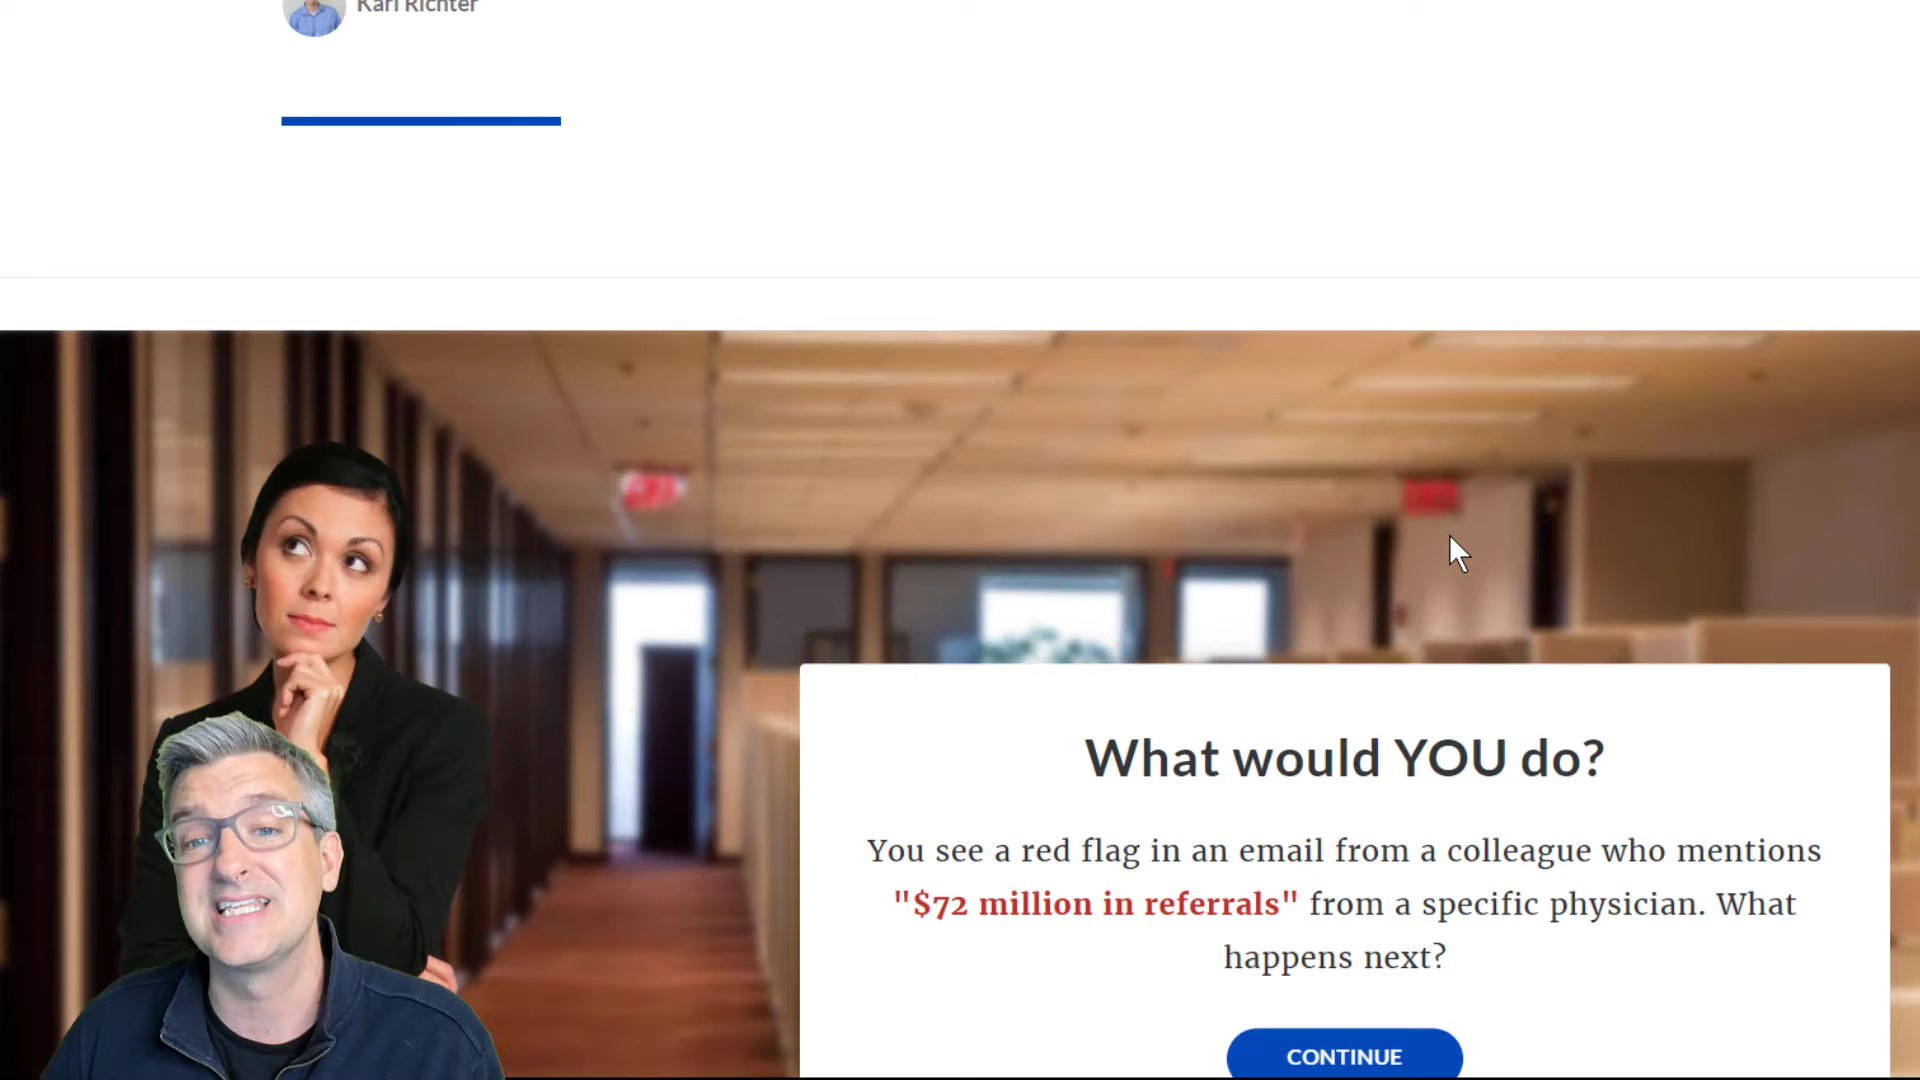 Karl Richter
What would YOU do?
You see a red flag in an email from a colleague who mentions
"$72 million in referrals" from a specific physician. What
happens next?
CONTINUE